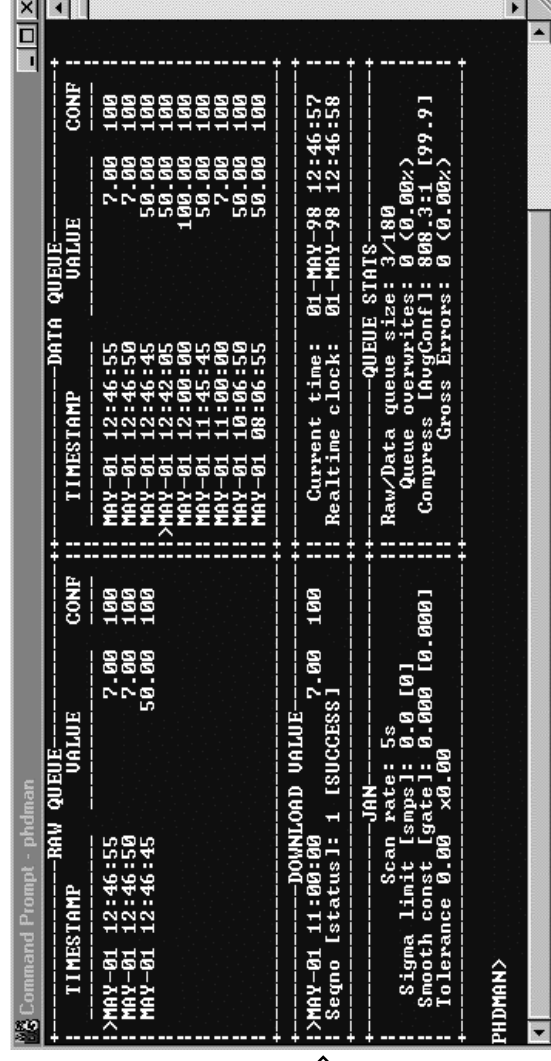 Command Prompt - phdman
RAW QUEUE DATA QUEUE
TIMESTAMP VALUE CONF TIMESTAMP VALUE CONF
>MAY-01 12:46:55 7.00 100 MAY-01 12:46:55 7.00 100
MAY-01 12:46:50 7.00 100 MAY-01 12:46:50 7.00 100
MAY-01 12:46:45 50.00 100 MAY-01 12:46:45 50.00 100
>MAY-01 12:42:05 50.00 100
MAY-01 12:00:00 100.00 100
MAY-01 11:45:45 50.00 100
MAY-01 11:00:00 7.00 100
MAY-01 10:06:50 50.00 100
MAY-01 08:06:55 50.00 100
DOWNLOAD VALUE
>MAY-01 11:00:00 7.00 100 Current time: 01-MAY-98 12:46:57
Seqno [status]: 1 [SUCCESS] Realtime clock: 01-MAY-98 12:46:58
JAN QUEUE STATS
Scan rate: 5s Raw/Data queue size: 3/180
Sigma limit [smps]: 0.0 [0] Queue overwrites: 0 (0.00%)
Smooth const [gate]: 0.000 [0.000] Compress [AvgConf]: 808.3:1 [99.9]
Tolerance 0.00 x0.00 Gross Errors: 0 (0.00%)
PHDMAN>